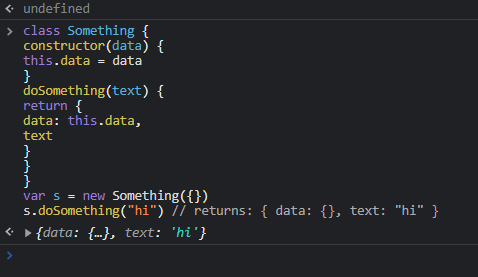 undefined
class Something {
constructor(data) {
this.data = data
}
doSomething(text) {
return {
data: this.data,
text
}
}
}
var s = new Something({})
s.doSomething("hi") // returns: { data: {}, text: "hi" }
{data: {…}, text: 'hi'}